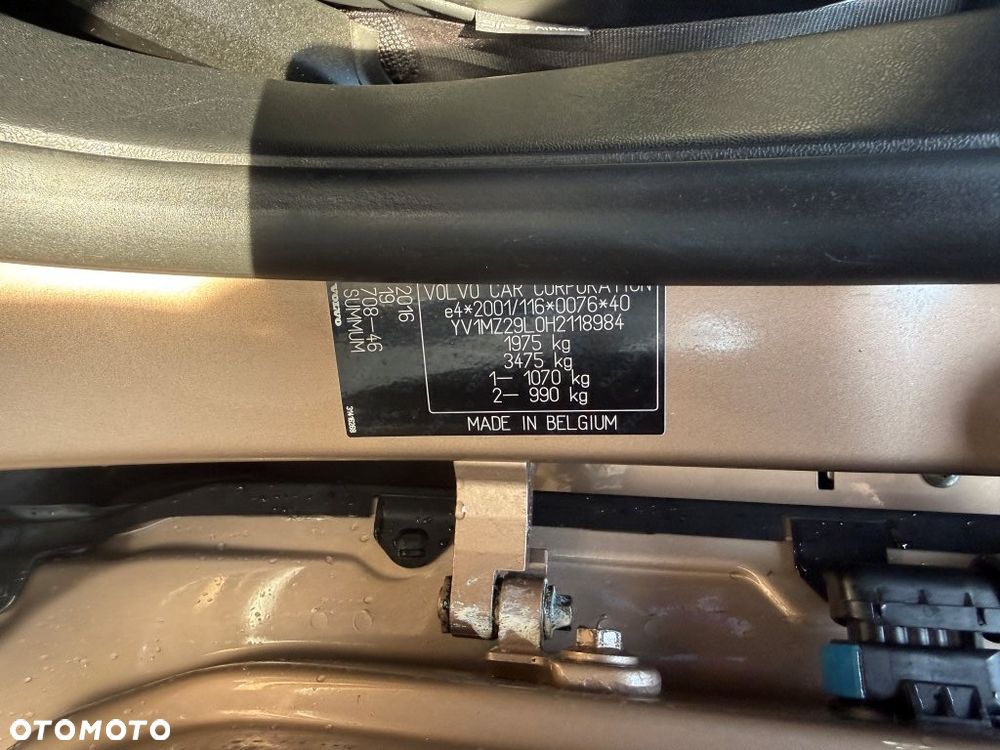 VOLVO CAR CORPORATION
e4*2001/116*0076*40
YV1MZ29L0H2118984
1975 kg
3475 kg
1– 1070 kg
2– 990 kg
MADE IN BELGIUM
2016
19
708–46
SUMMUM
VOLVO
OTOMOTO